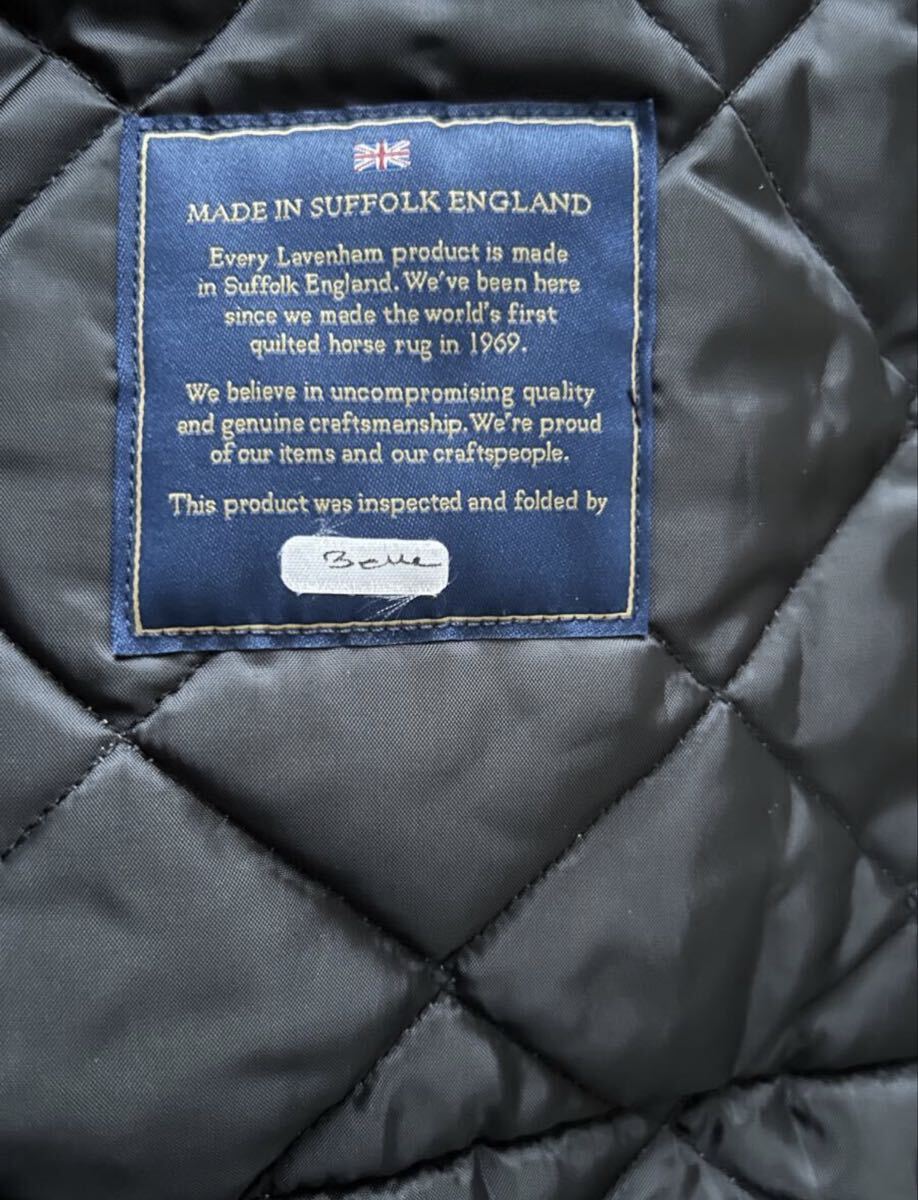 MADE IN SUFFOLK ENGLAND
Every Lavenham product is made
in Suffolk England. We've been here
since we made the world's first
quilted horse rug in 1969.
We believe in uncompromising quality
and genuine craftsmanship. We're proud
of our items and our craftspeople.
This product was inspected and folded by
Belle